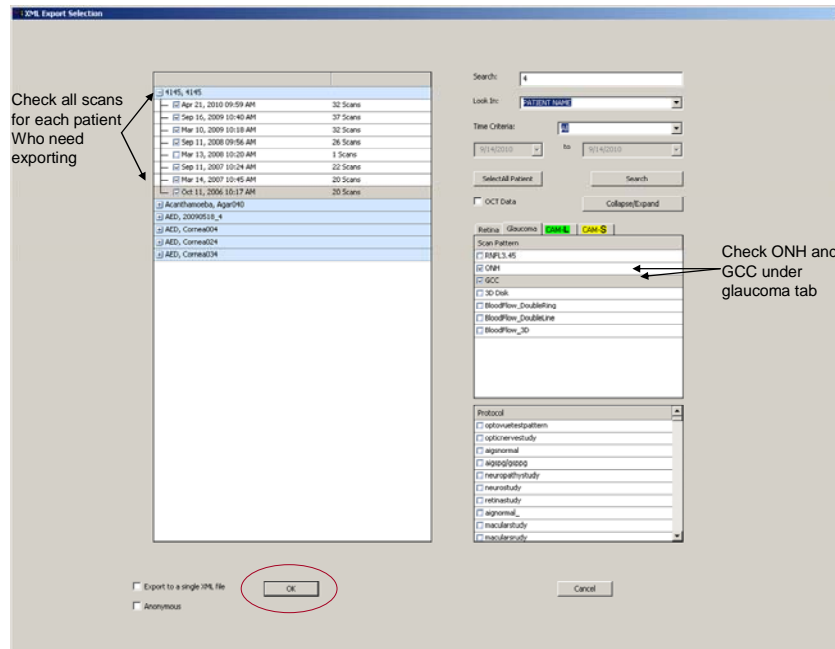 XML Export Selection
Check all scans
for each patient
Who need
exporting
4145, 4145
Apr 21, 2010 09:59 AM 32 Scans
Sep 16, 2009 10:40 AM 37 Scans
Mar 10, 2009 10:18 AM 32 Scans
Sep 11, 2008 09:56 AM 26 Scans
Mar 13, 2008 10:20 AM 1 Scans
Sep 11, 2007 10:24 AM 22 Scans
Mar 14, 2007 10:45 AM 20 Scans
Oct 11, 2006 10:17 AM 20 Scans
Acanthamoeba, Agar040
AED, 20090518_4
AED, Cornea004
AED, Cornea024
AED, Cornea034
Search: 4
Look In: PATIENT NAME
Time Criteria: All
9/14/2010 to 9/14/2010
SelectAll Patient Search
OCT Data Collapse/Expand
Retina Glaucoma CAM-L CAM-S
Scan Pattern
RNFL3.45
ONH
GCC
3D Disk
BloodFlow_DoubleRing
BloodFlow_DoubleLine
BloodFlow_3D
Check ONH and
GCC under
glaucoma tab
Protocol
optovuetestpattern
opticnervestudy
aigsnormal
aigspg/gsppg
neuropathystudy
neurostudy
retinastudy
aignormal_
macularstudy
macularsrudy
Export to a single XML file OK Cancel
Anonymous